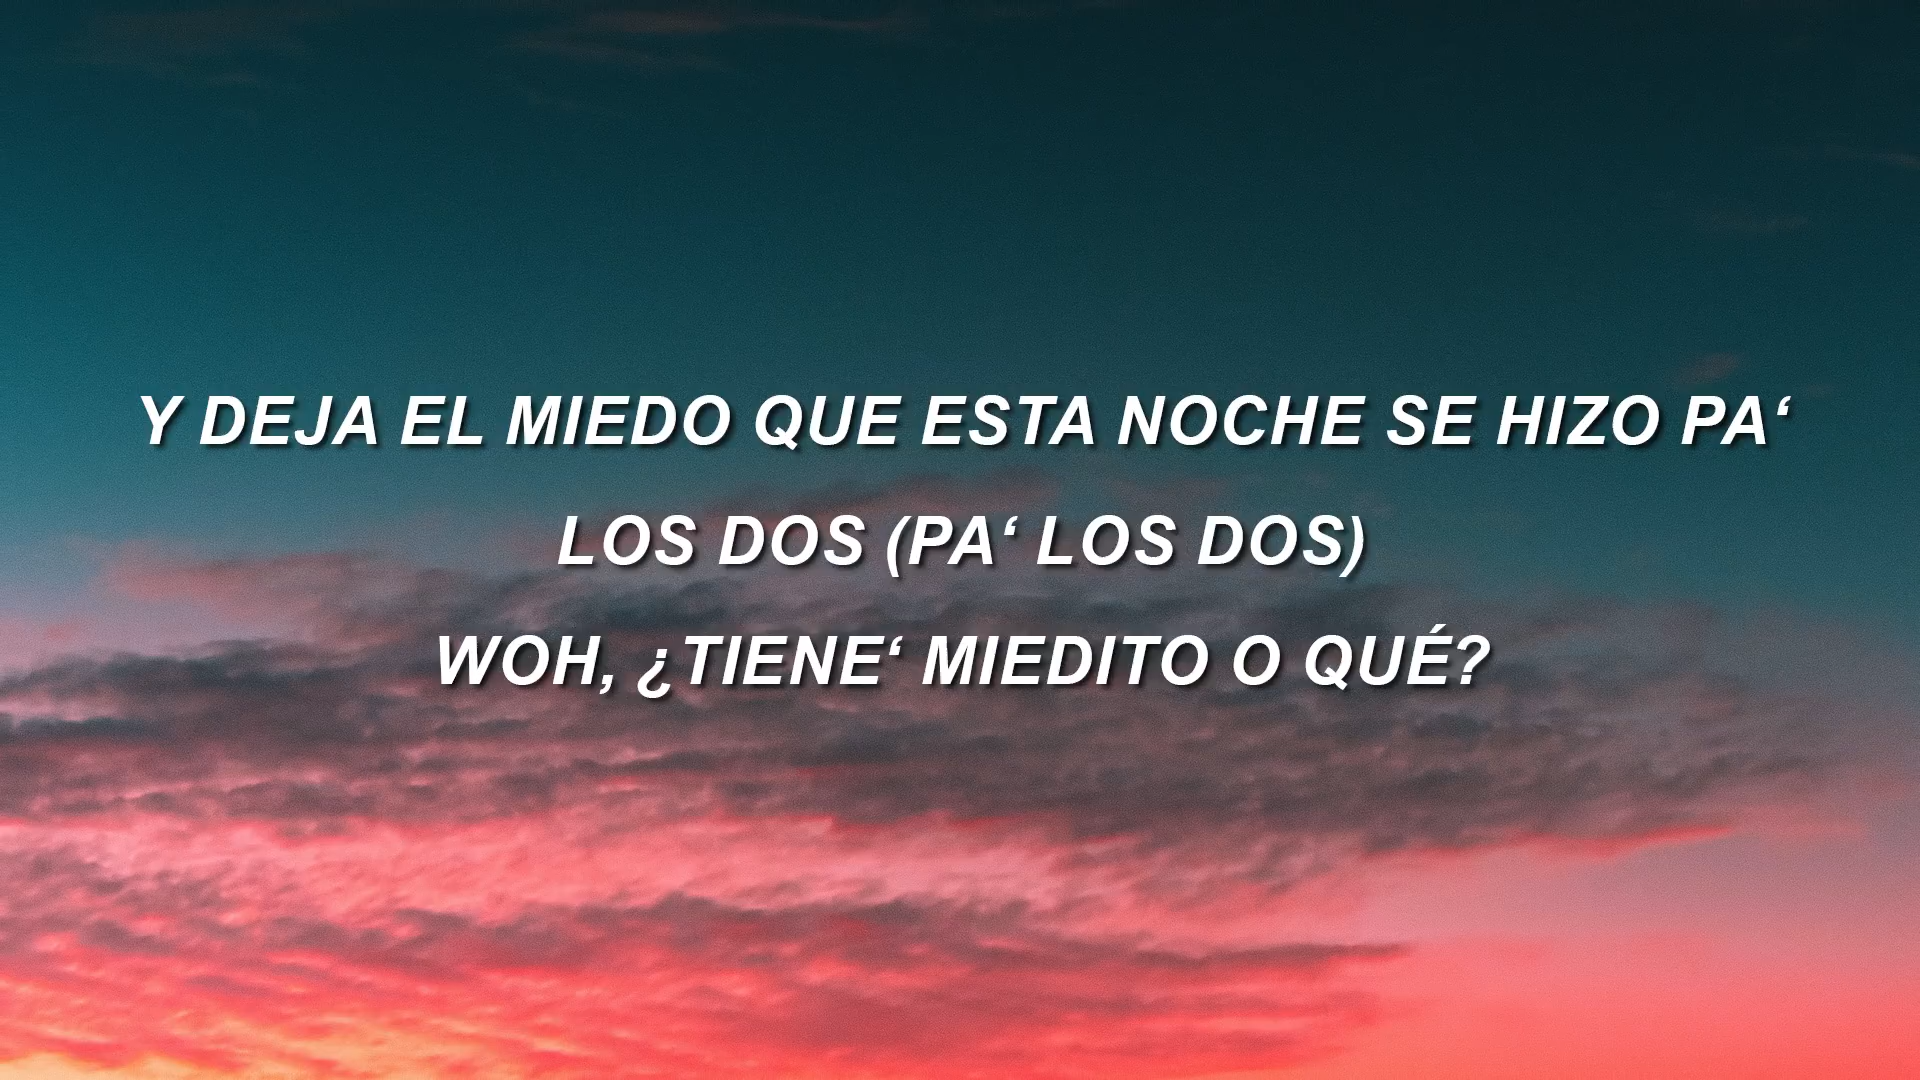 Y DEJA EL MIEDO QUE ESTA NOCHE SE HIZO PA‘
LOS DOS (PA‘ LOS DOS)
WOH, ¿TIENE‘ MIEDITO O QUÉ?